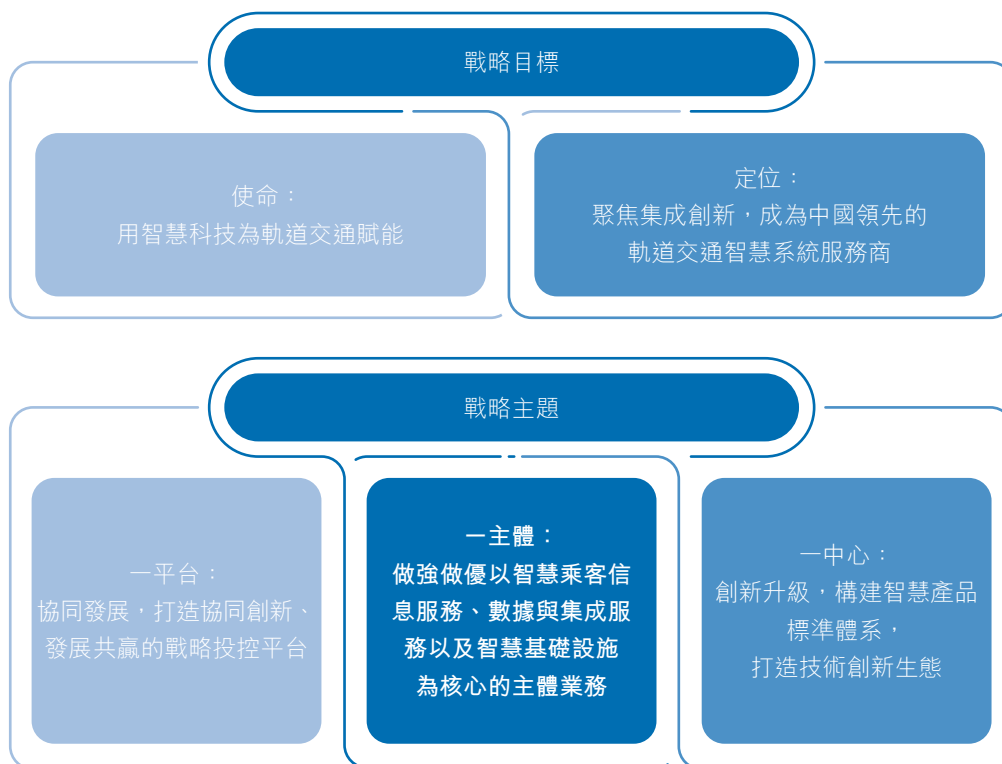 戰略目標
使命：
用智慧科技為軌道交通賦能
定位：
聚焦集成創新，成為中國領先的
軌道交通智慧系統服務商
戰略主題
一平台：
協同發展，打造協同創新、
發展共贏的戰略投控平台
一主體：
做強做優以智慧乘客信
息服務、數據與集成服
務以及智慧基礎設施
為核心的主體業務
一中心：
創新升級，構建智慧產品
標準體系，
打造技術創新生態